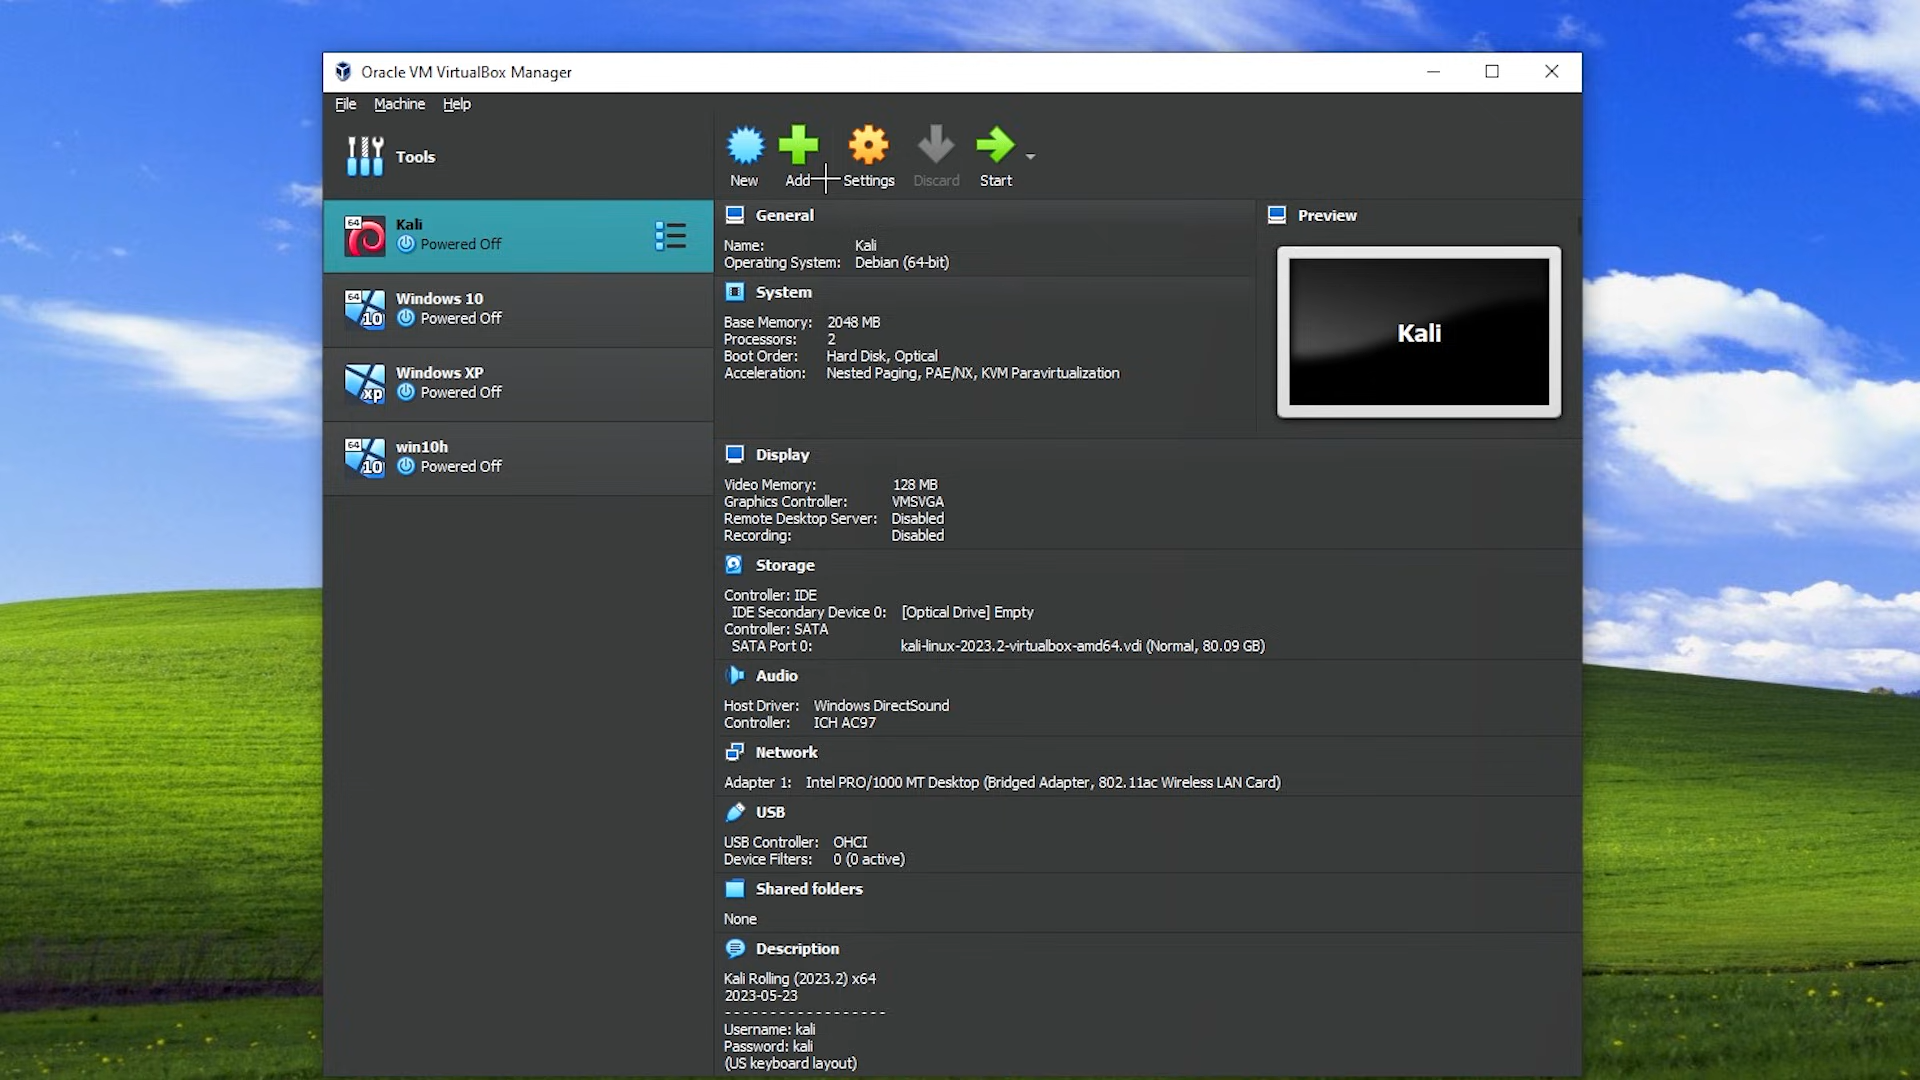 Oracle VM VirtualBox Manager
File Machine Help
Tools
New Add Settings Discard Start
64 Kali
Powered Off
64 10 Windows 10
Powered Off
xp Windows XP
Powered Off
64 10 win10h
Powered Off
General
Name: Kali
Operating System: Debian (64-bit)
System
Base Memory: 2048 MB
Processors: 2
Boot Order: Hard Disk, Optical
Acceleration: Nested Paging, PAE/NX, KVM Paravirtualization
Preview
Kali
Display
Video Memory: 128 MB
Graphics Controller: VMSVGA
Remote Desktop Server: Disabled
Recording: Disabled
Storage
Controller: IDE
IDE Secondary Device 0: [Optical Drive] Empty
Controller: SATA
SATA Port 0: kali-linux-2023.2-virtualbox-amd64.vdi (Normal, 80.09 GB)
Audio
Host Driver: Windows DirectSound
Controller: ICH AC97
Network
Adapter 1: Intel PRO/1000 MT Desktop (Bridged Adapter, 802.11ac Wireless LAN Card)
USB
USB Controller: OHCI
Device Filters: 0 (0 active)
Shared folders
None
Description
Kali Rolling (2023.2) x64
2023-05-23
- - - - - - - - - - - - - - - - - -
Username: kali
Password: kali
(US keyboard layout)